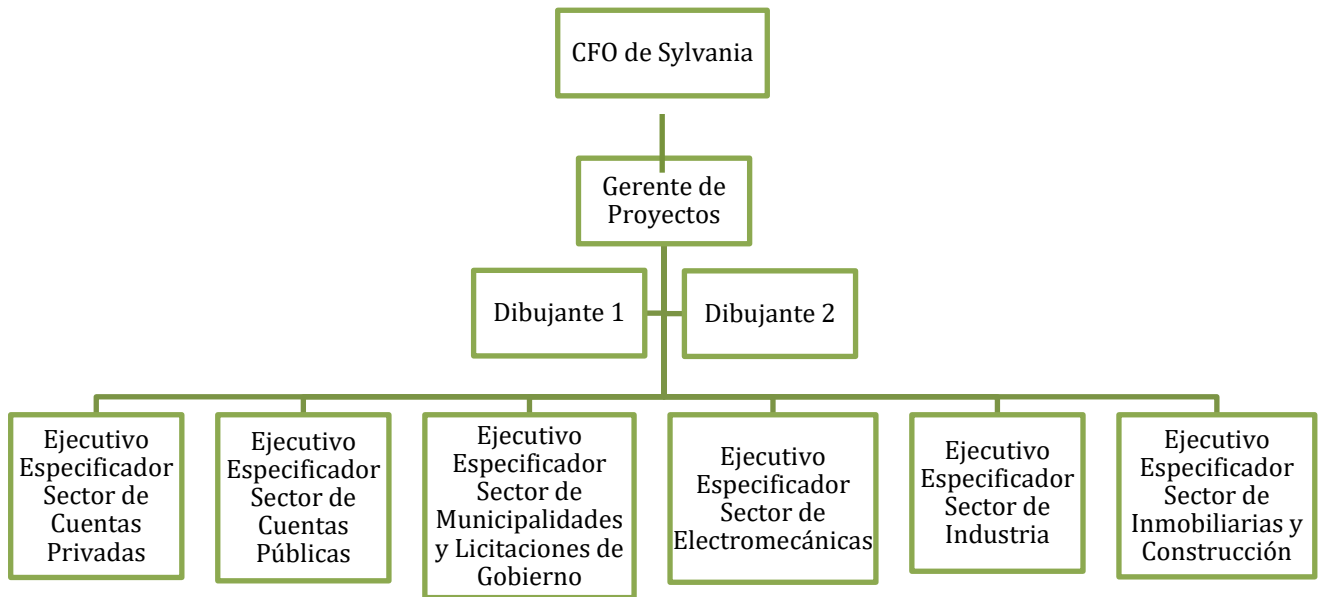 CFO de Sylvania
Gerente de
Proyectos
Dibujante 1
Dibujante 2
Ejecutivo
Especificador
Sector de
Cuentas
Privadas
Ejecutivo
Especificador
Sector de
Cuentas
Públicas
Ejecutivo
Especificador
Sector de
Municipalidades
y Licitaciones de
Gobierno
Ejecutivo
Especificador
Sector de
Electromecánicas
Ejecutivo
Especificador
Sector de
Industria
Ejecutivo
Especificador
Sector de
Inmobiliarias y
Construcción